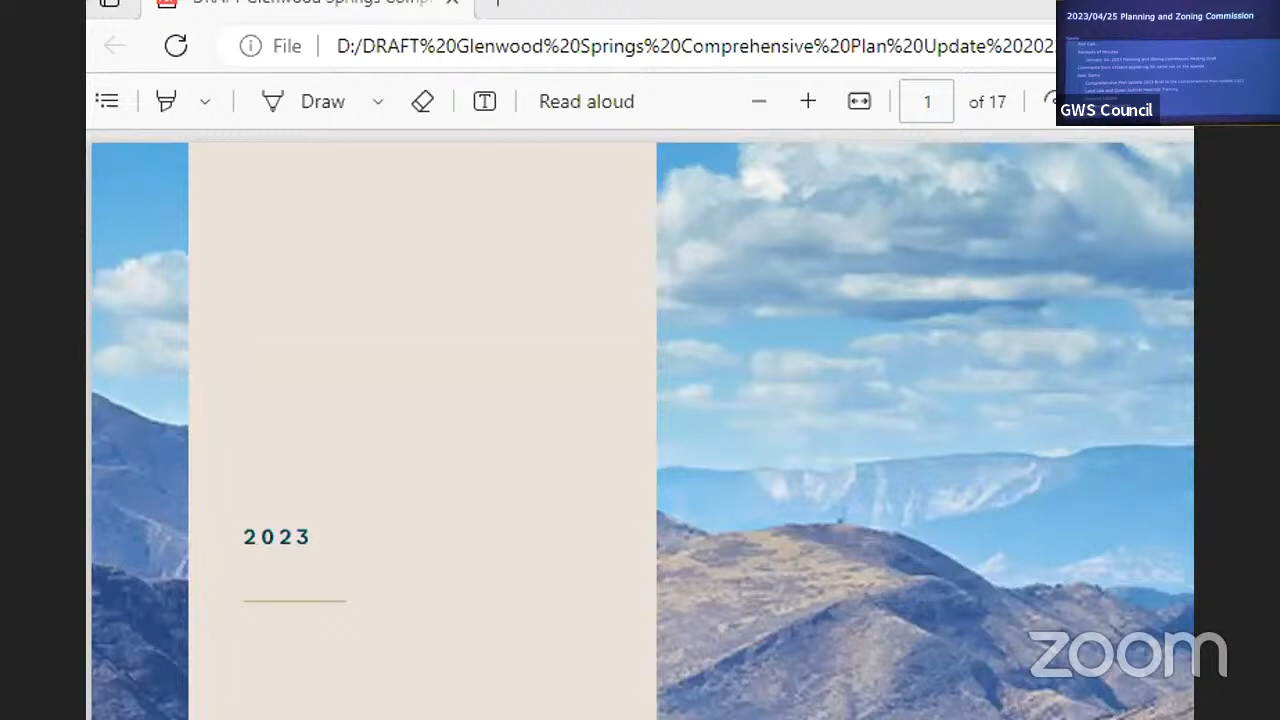 DRAFT Glenwood Springs Comp
File
D:/DRAFT%20Glenwood%20Springs%20Comprehensive%20Plan%20Update%202023
Draw
Read aloud
1
of 17
2023/04/25 Planning and Zoning Commission
GWS Council
2023
zoom